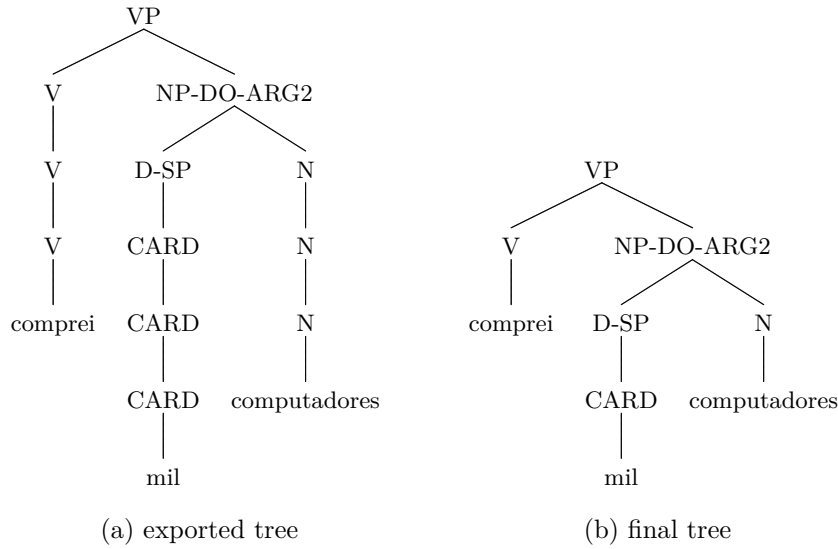 VP
V NP-DO-ARG2
V D-SP N
V CARD N
comprei CARD N
CARD computadores
mil
(a) exported tree
VP
V NP-DO-ARG2
comprei D-SP N
CARD computadores
mil
(b) final tree